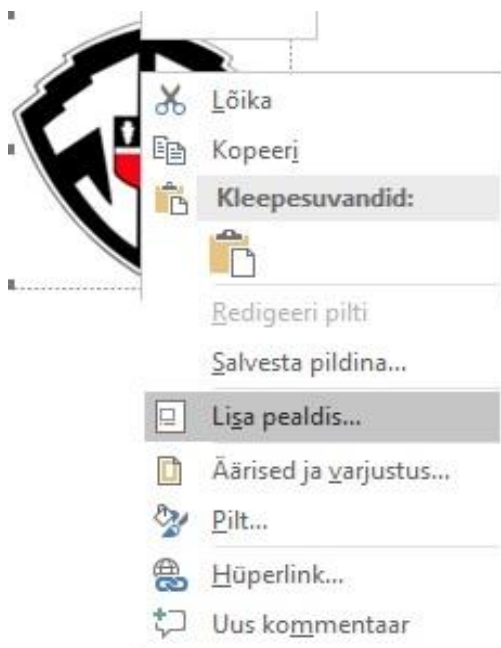 Lõika
Kopeeri
Kleepesuvandid:
Redigeeri pilti
Salvesta pildina...
Lisa pealdis...
Äärised ja varjustus...
Pilt...
Hüperlink...
Uus kommentaar